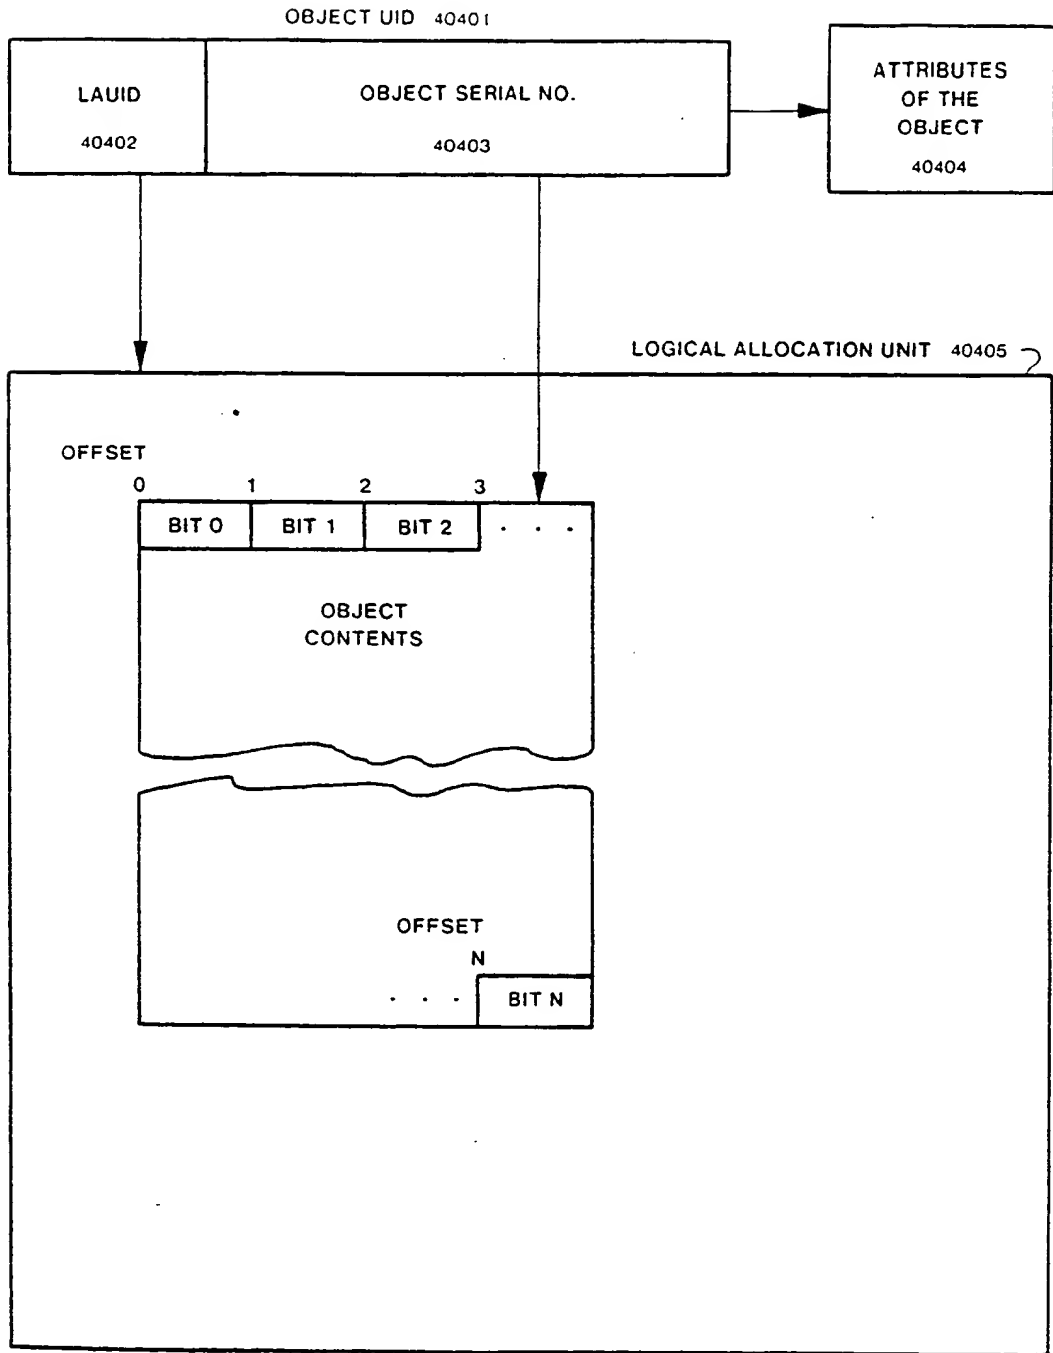 OBJECT UID 40401
LAUID
40402
OBJECT SERIAL NO.
40403
ATTRIBUTES
OF THE
OBJECT
40404
LOGICAL ALLOCATION UNIT 40405
OFFSET
0 1 2 3
BIT 0 BIT 1 BIT 2 . . .
OBJECT
CONTENTS
OFFSET
N
. . . BIT N